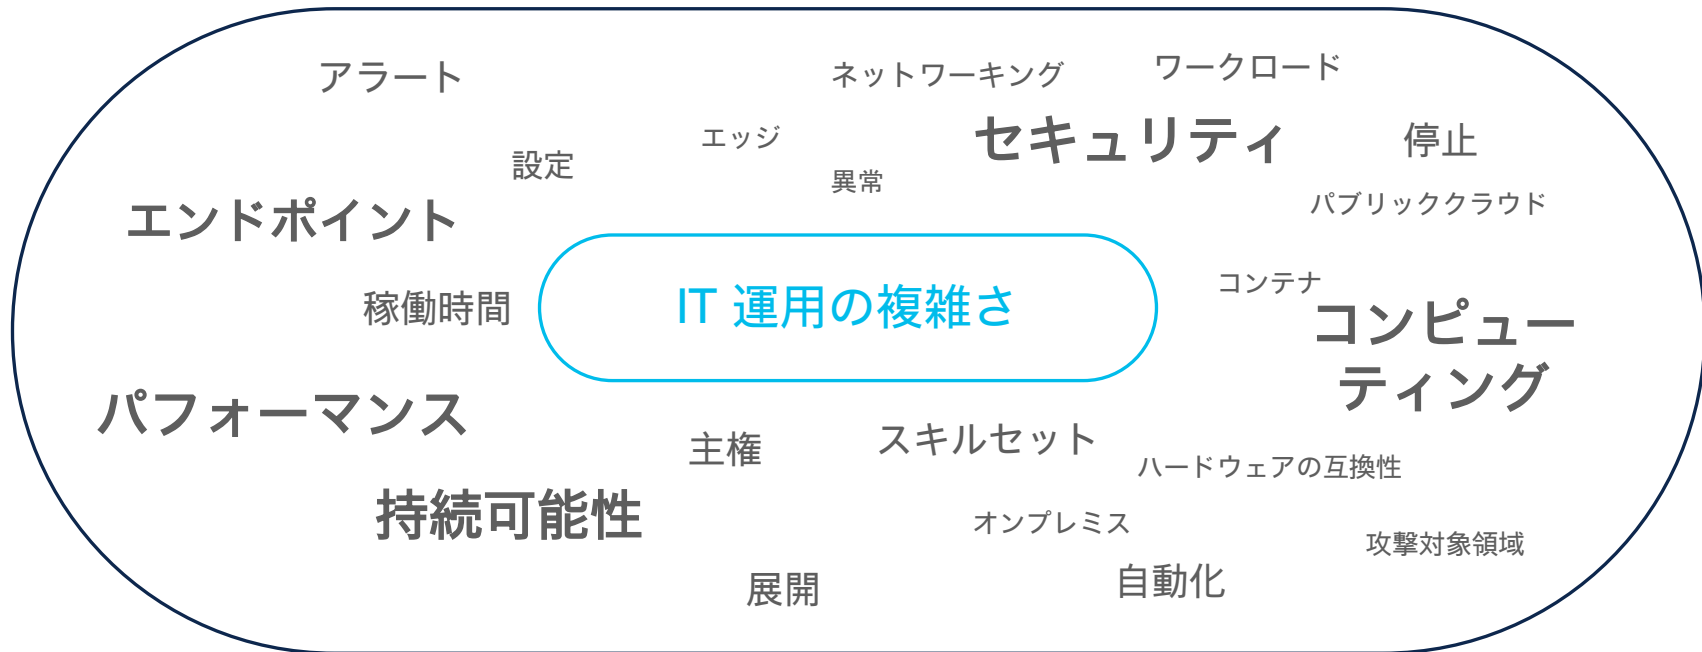 アラート
ネットワーキング
ワークロード
エッジ
セキュリティ
停止
設定
異常
エンドポイント
パブリッククラウド
稼働時間
IT 運用の複雑さ
コンテナ
コンピュー
ティング
パフォーマンス
主権
スキルセット
ハードウェアの互換性
持続可能性
オンプレミス
攻撃対象領域
展開
自動化